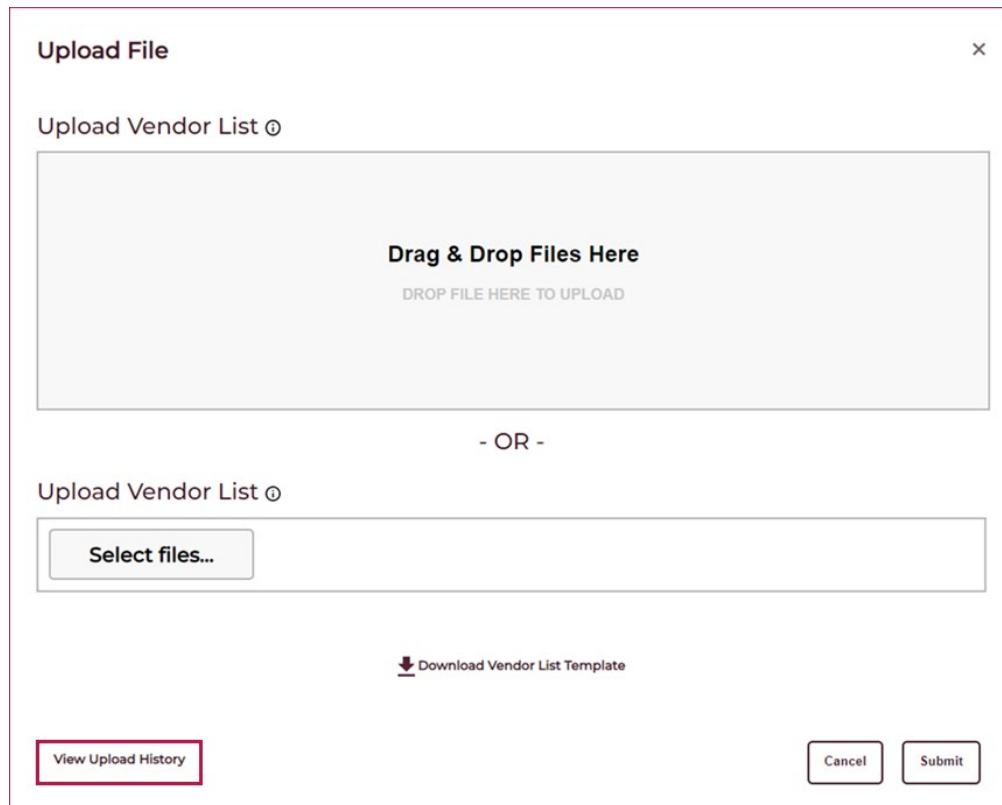 Upload File
Upload Vendor List
Drag & Drop Files Here
DROP FILE HERE TO UPLOAD
- OR -
Upload Vendor List
Select files...
Download Vendor List Template
View Upload History
Cancel
Submit